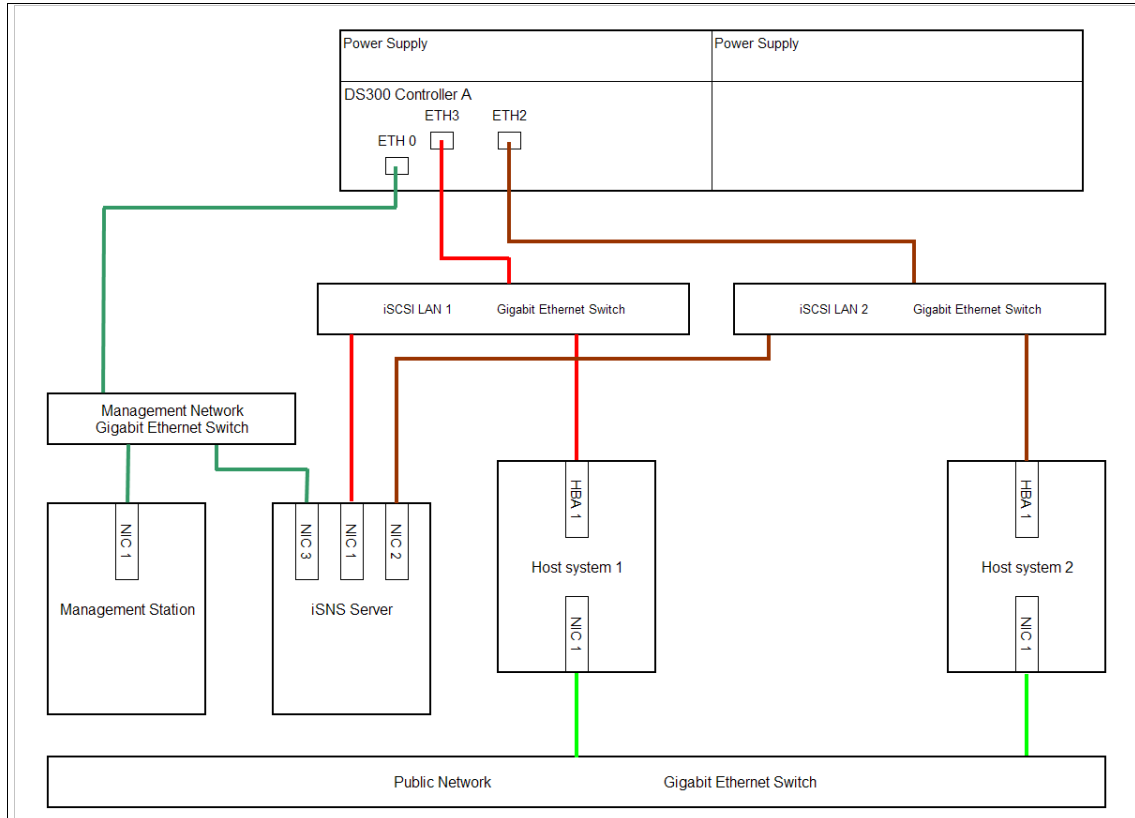 Power Supply
Power Supply
DS300 Controller A
ETH3
ETH2
ETH 0
iSCSI LAN 1
Gigabit Ethernet Switch
iSCSI LAN 2
Gigabit Ethernet Switch
Management Network
Gigabit Ethernet Switch
HBA 1
HBA 1
NIC 1
NIC 3
NIC 1
NIC 2
Host system 1
Host system 2
Management Station
iSNS Server
NIC 1
NIC 1
Public Network
Gigabit Ethernet Switch